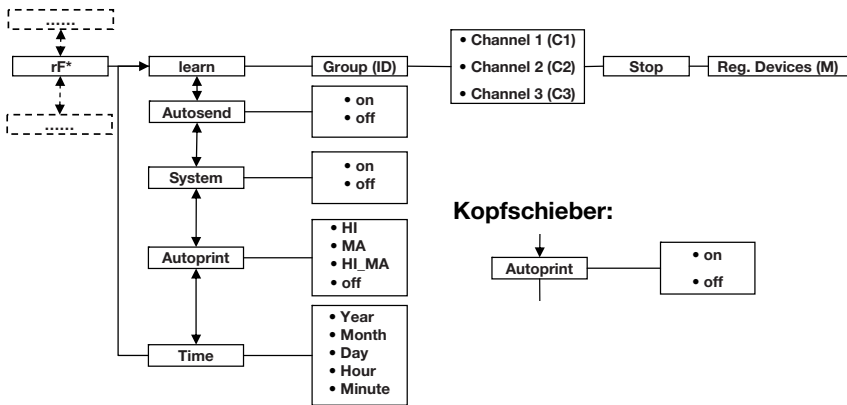 ......
rF*
......
learn
Group (ID)
• Channel 1 (C1)
• Channel 2 (C2)
• Channel 3 (C3)
Stop
Reg. Devices (M)
Autosend
• on
• off
System
• on
• off
Autoprint
• HI
• MA
• HI_MA
• off
Time
• Year
• Month
• Day
• Hour
• Minute
Kopfschieber:
Autoprint
• on
• off